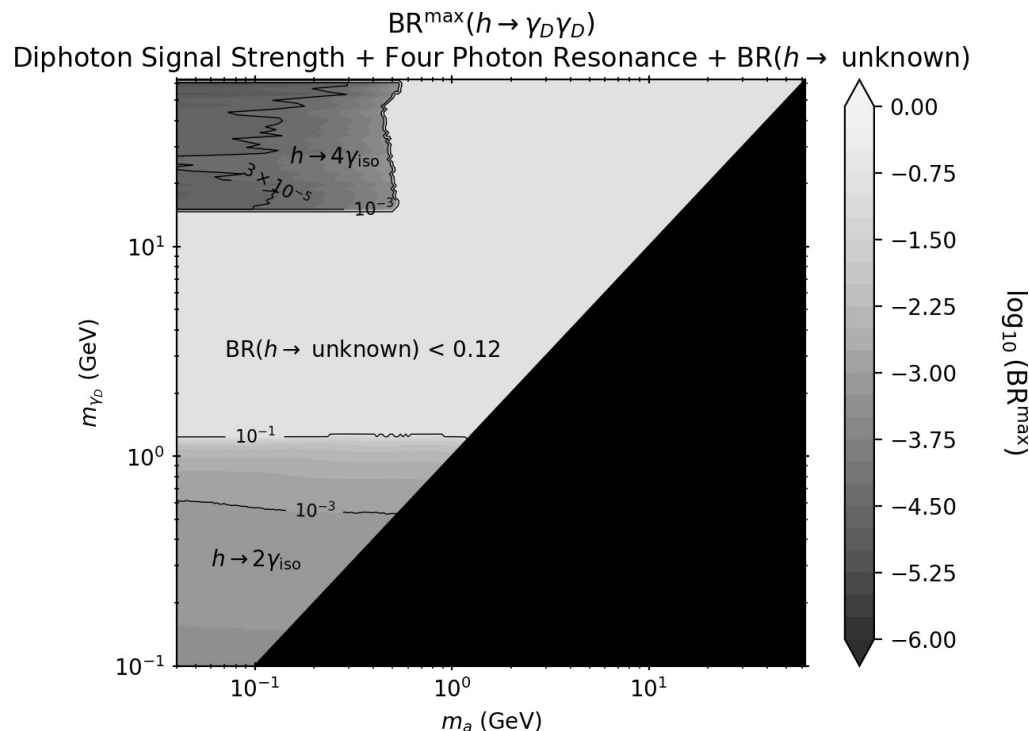 BR^max(h → γ_Dγ_D)
Diphoton Signal Strength + Four Photon Resonance + BR(h → unknown)
h → 4γ_iso
3 × 10^−5
10^−3
BR(h → unknown) < 0.12
10^−1
10^−3
h → 2γ_iso
10^1
10^0
10^−1
m_γ_D (GeV)
10^−1
10^0
10^1
m_a (GeV)
0.00
−0.75
−1.50
−2.25
−3.00
−3.75
−4.50
−5.25
−6.00
log_10 (BR^max)